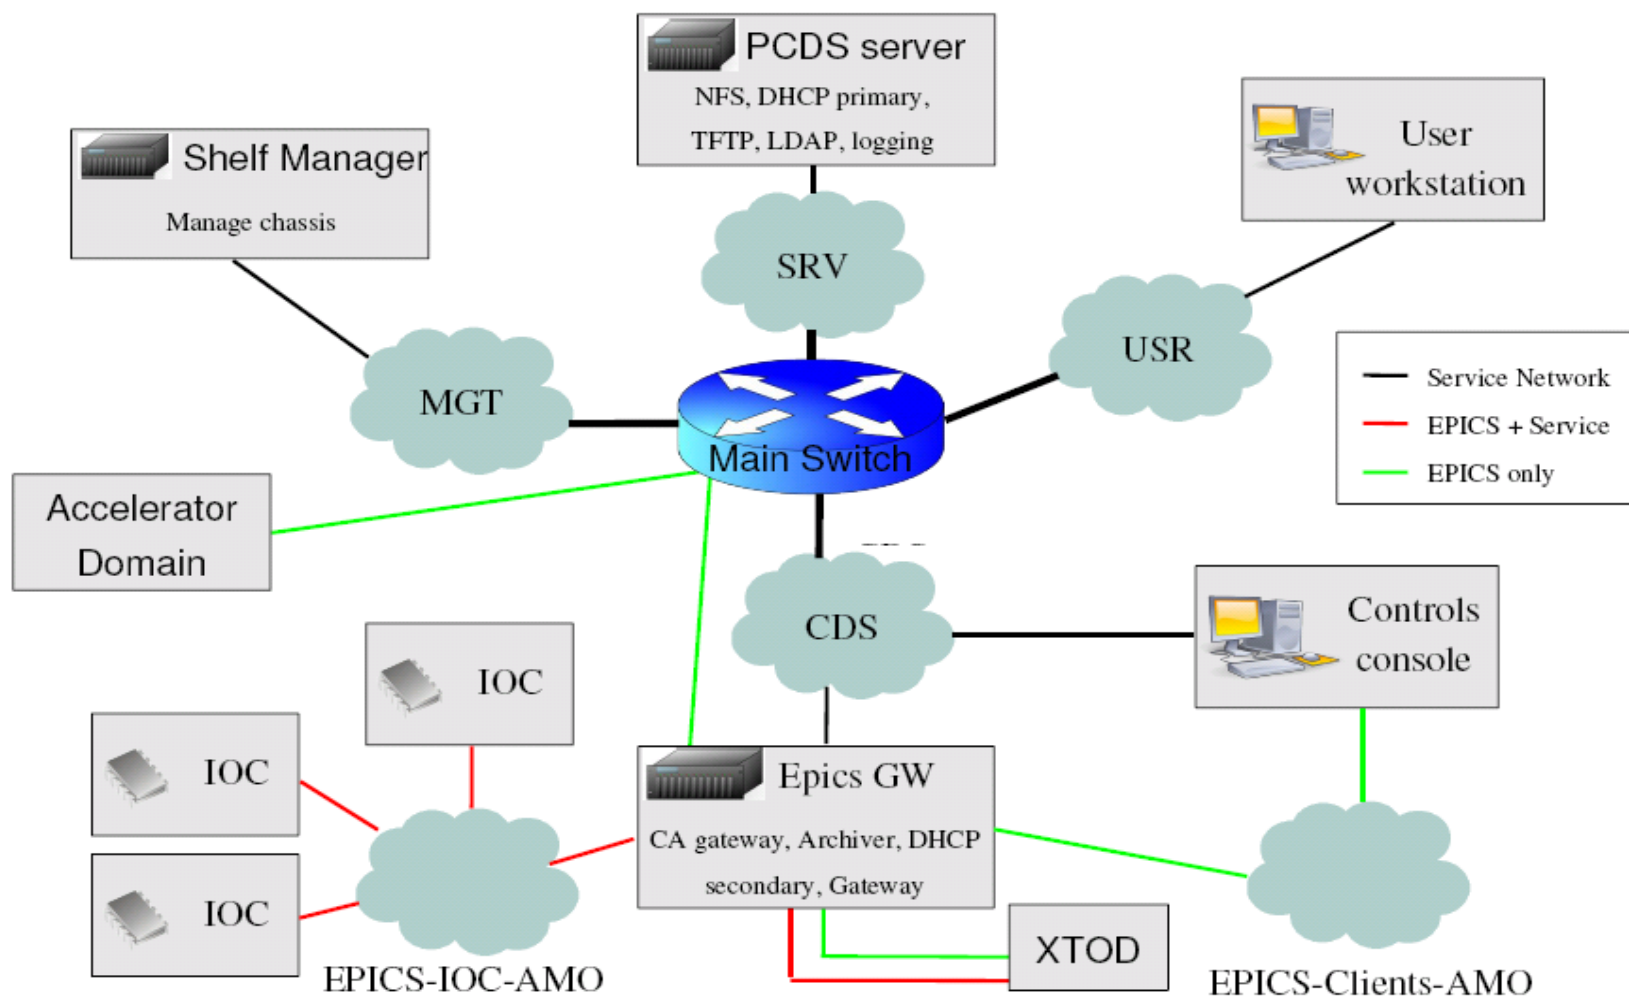 PCDS server
NFS, DHCP primary,
TFTP, LDAP, logging
Shelf Manager
Manage chassis
User
workstation
SRV
USR
MGT
Service Network
EPICS + Service
EPICS only
Main Switch
Accelerator
Domain
CDS
Controls
console
IOC
IOC
IOC
Epics GW
CA gateway, Archiver, DHCP
secondary, Gateway
XTOD
EPICS-IOC-AMO
EPICS-Clients-AMO